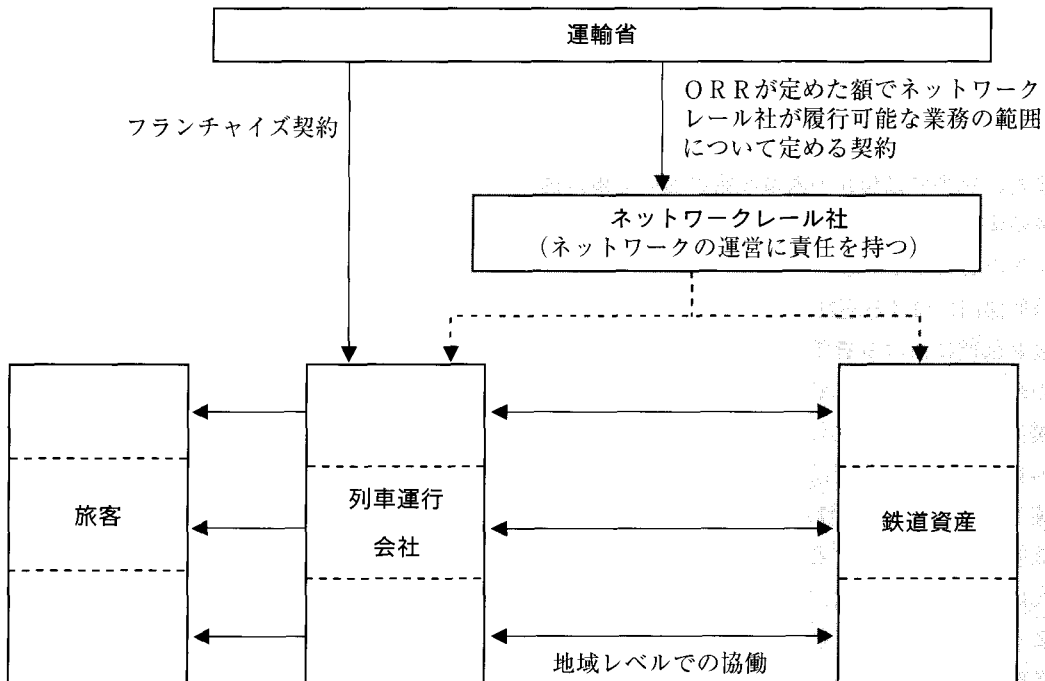 運輸省
フランチャイズ契約
ORRが定めた額でネットワーク
レール社が履行可能な業務の範囲
について定める契約
ネットワークレール社
(ネットワークの運営に責任を持つ)
旅客
列車運行
会社
鉄道資産
地域レベルでの協働